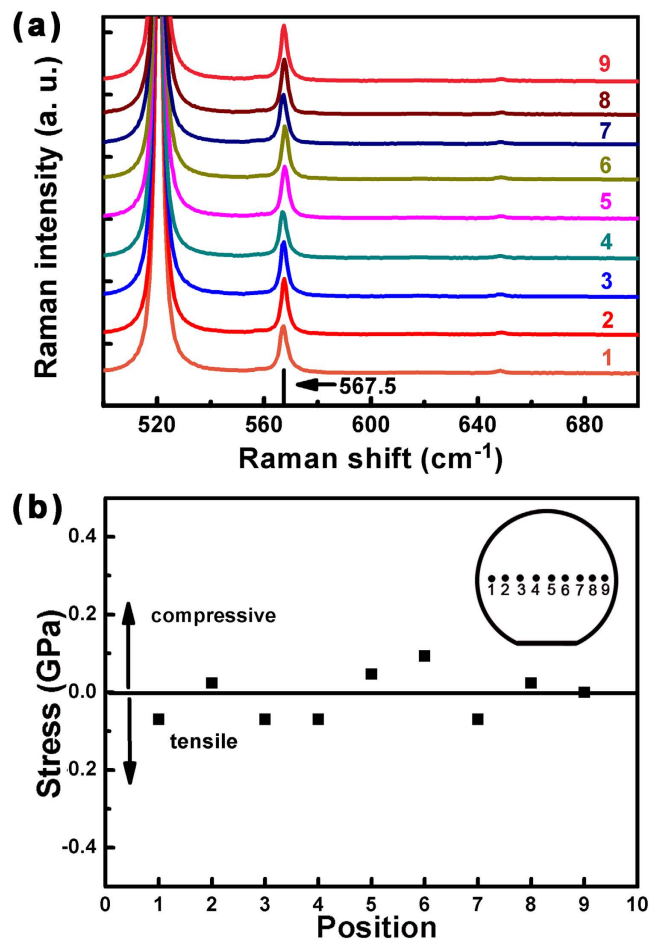 (a)
Raman intensity (a. u.)
9
8
7
6
5
4
3
2
1
567.5
520 560 600 640 680
Raman shift (cm⁻¹)
(b)
Stress (GPa)
0.4
0.2
0.0
-0.2
-0.4
compressive
tensile
1 2 3 4 5 6 7 8 9
0 1 2 3 4 5 6 7 8 9 10
Position